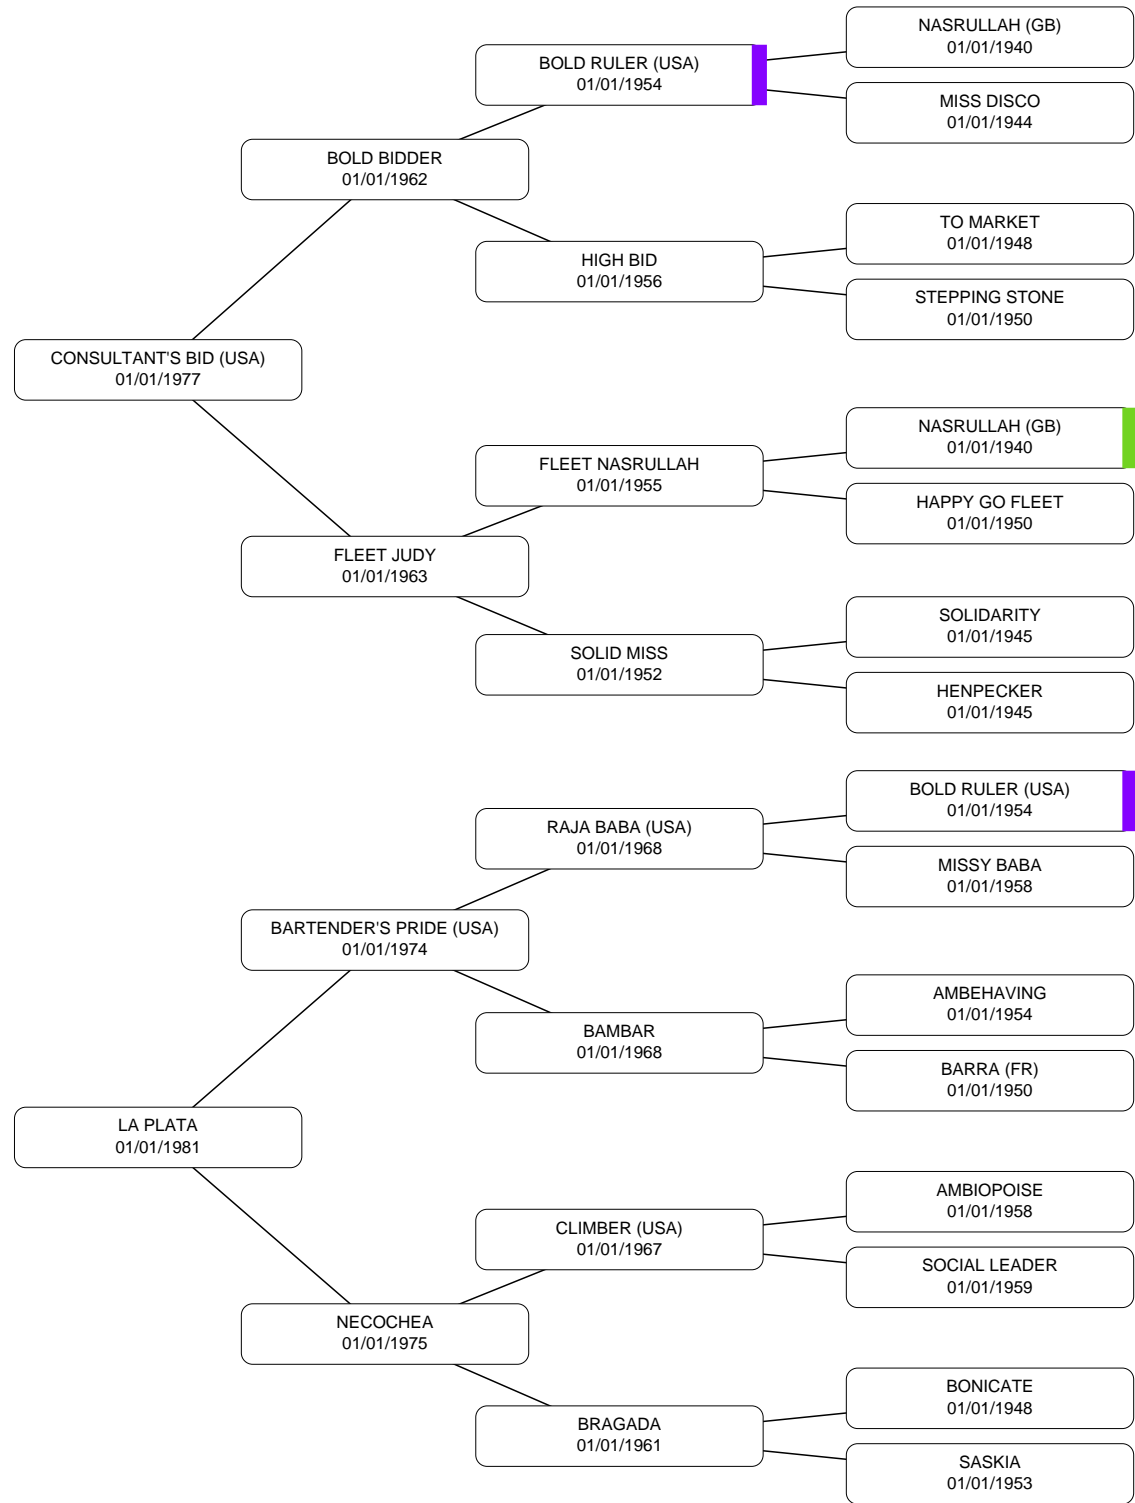 NASRULLAH (GB)
01/01/1940
BOLD RULER (USA)
01/01/1954
MISS DISCO
01/01/1944
BOLD BIDDER
01/01/1962
TO MARKET
01/01/1948
HIGH BID
01/01/1956
STEPPING STONE
01/01/1950
CONSULTANT'S BID (USA)
01/01/1977
NASRULLAH (GB)
01/01/1940
FLEET NASRULLAH
01/01/1955
HAPPY GO FLEET
01/01/1950
FLEET JUDY
01/01/1963
SOLIDARITY
01/01/1945
SOLID MISS
01/01/1952
HENPECKER
01/01/1945
BOLD RULER (USA)
01/01/1954
RAJA BABA (USA)
01/01/1968
MISSY BABA
01/01/1958
BARTENDER'S PRIDE (USA)
01/01/1974
AMBEHAVING
01/01/1954
BAMBAR
01/01/1968
BARRA (FR)
01/01/1950
LA PLATA
01/01/1981
AMBIOPOISE
01/01/1958
CLIMBER (USA)
01/01/1967
SOCIAL LEADER
01/01/1959
NECOCHEA
01/01/1975
BONICATE
01/01/1948
BRAGADA
01/01/1961
SASKIA
01/01/1953